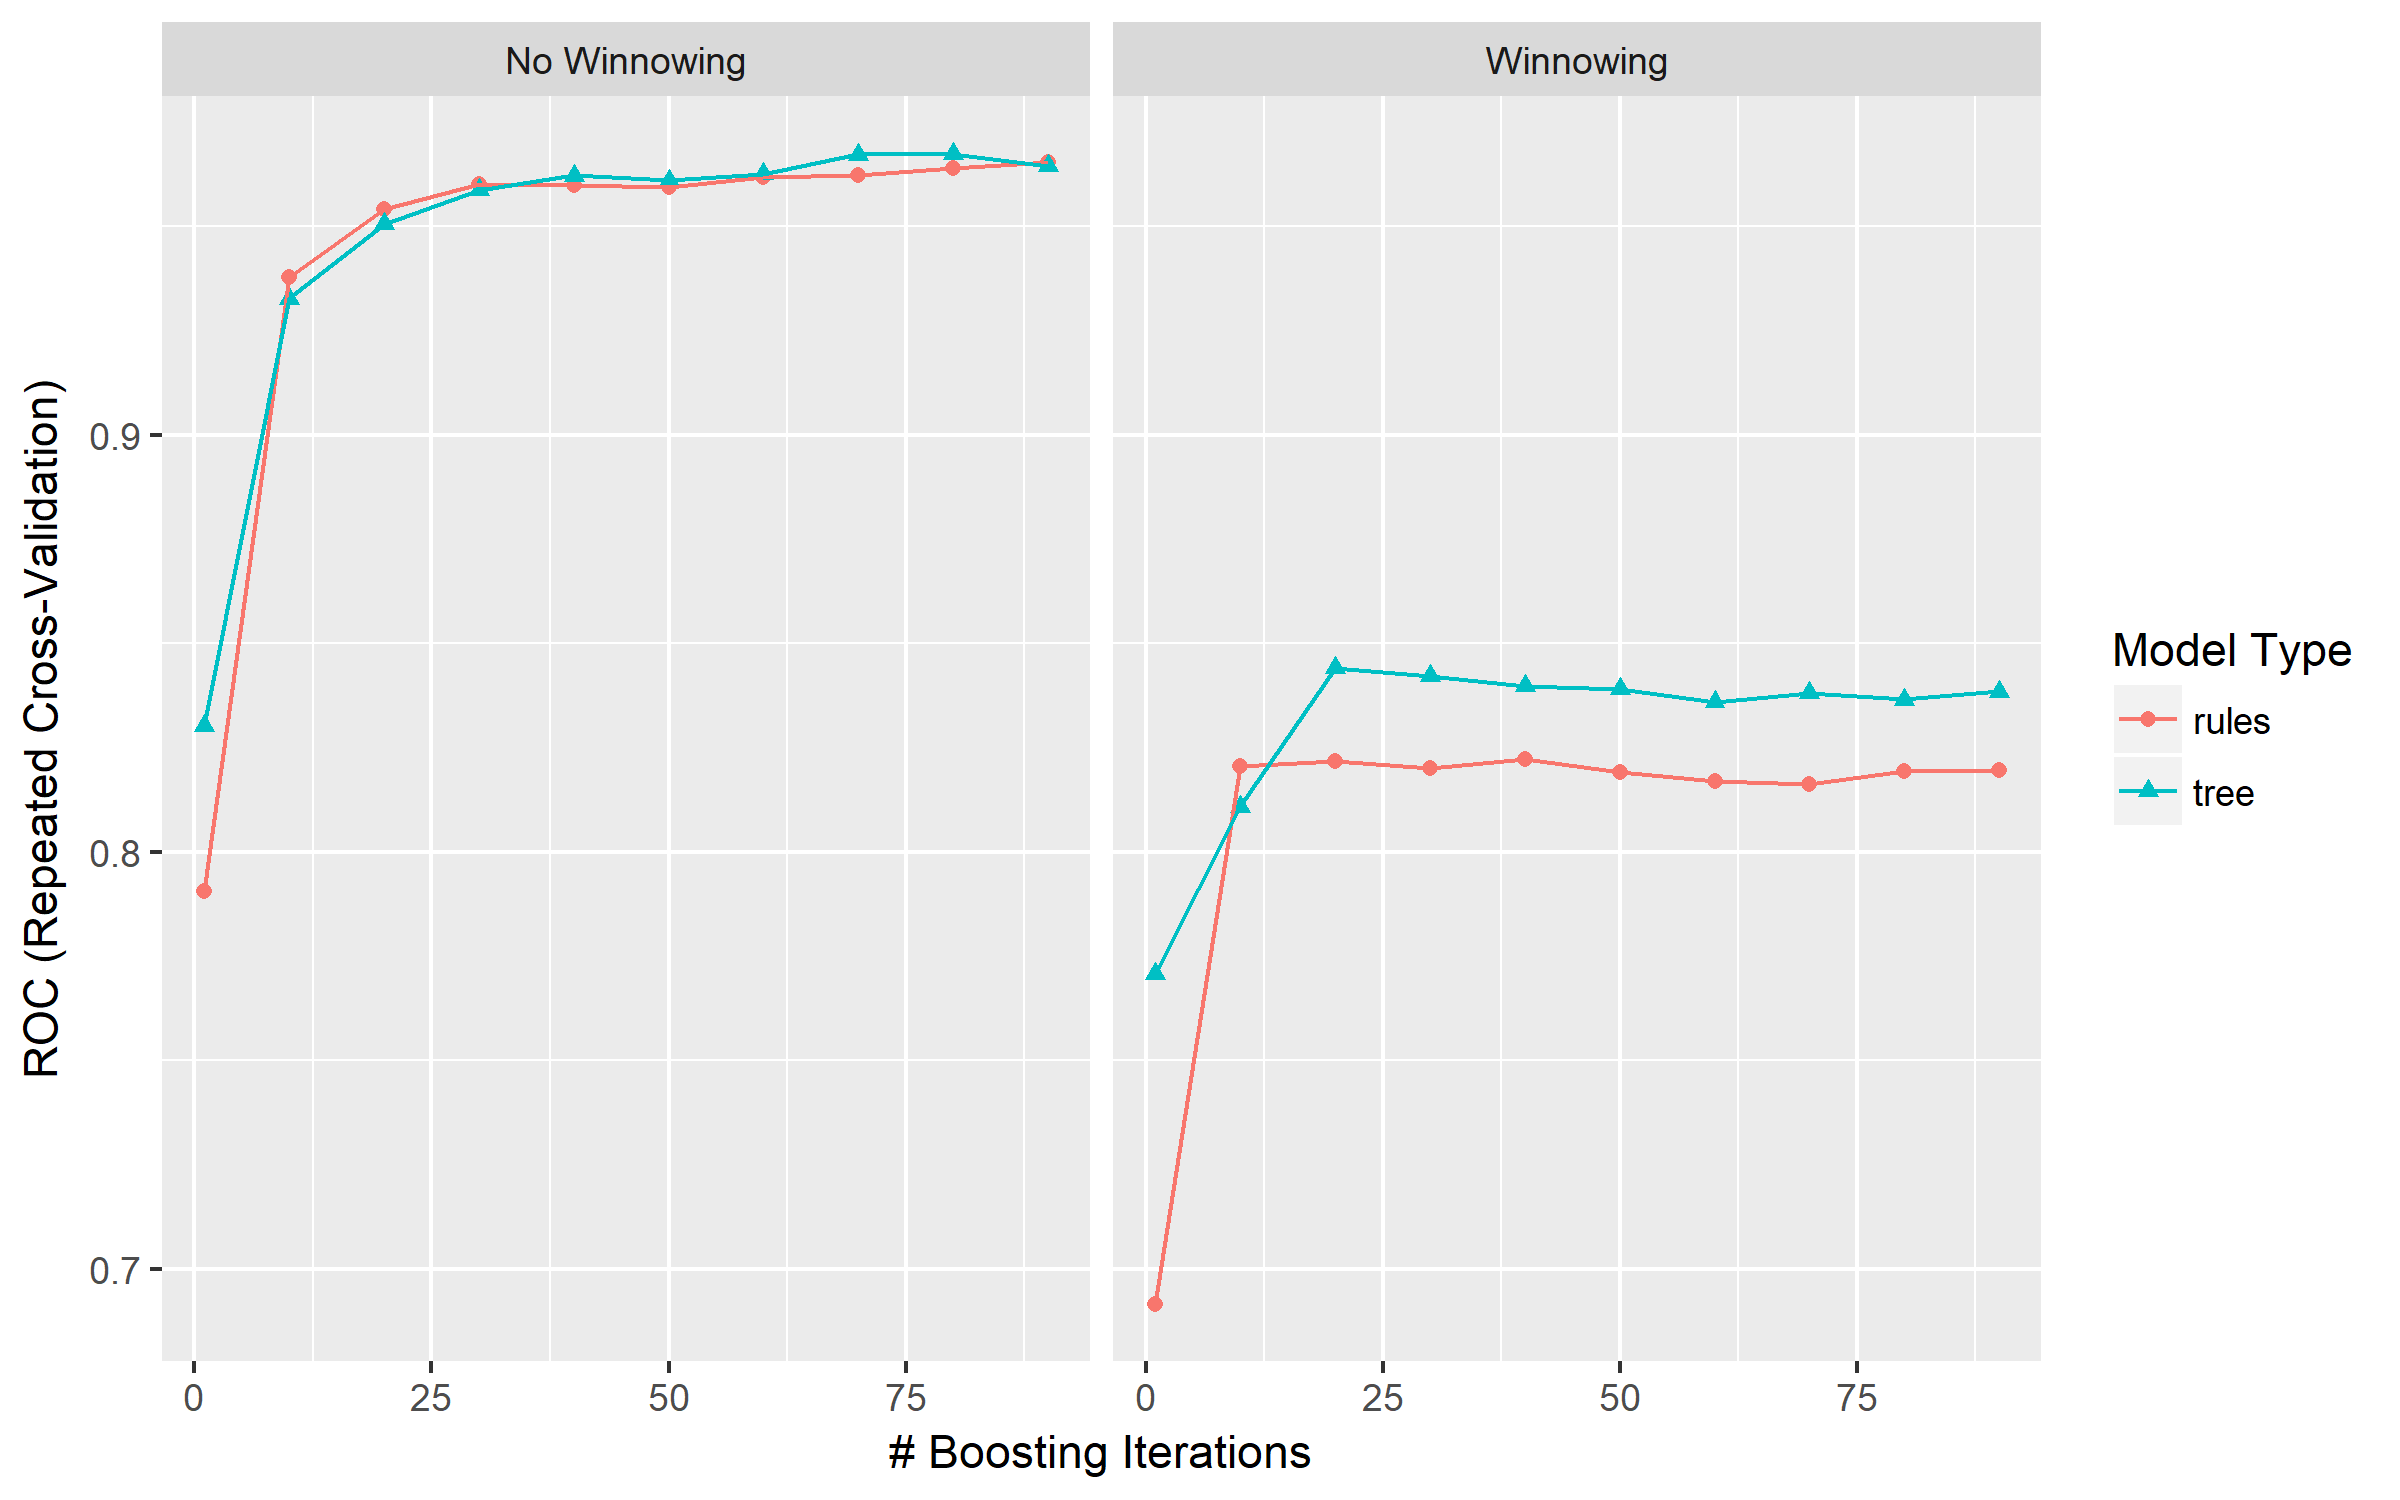 No Winnowing
Winnowing
ROC (Repeated Cross-Validation)
0.9
0.8
0.7
0 25 50 75
0 25 50 75
# Boosting Iterations
Model Type
rules
tree